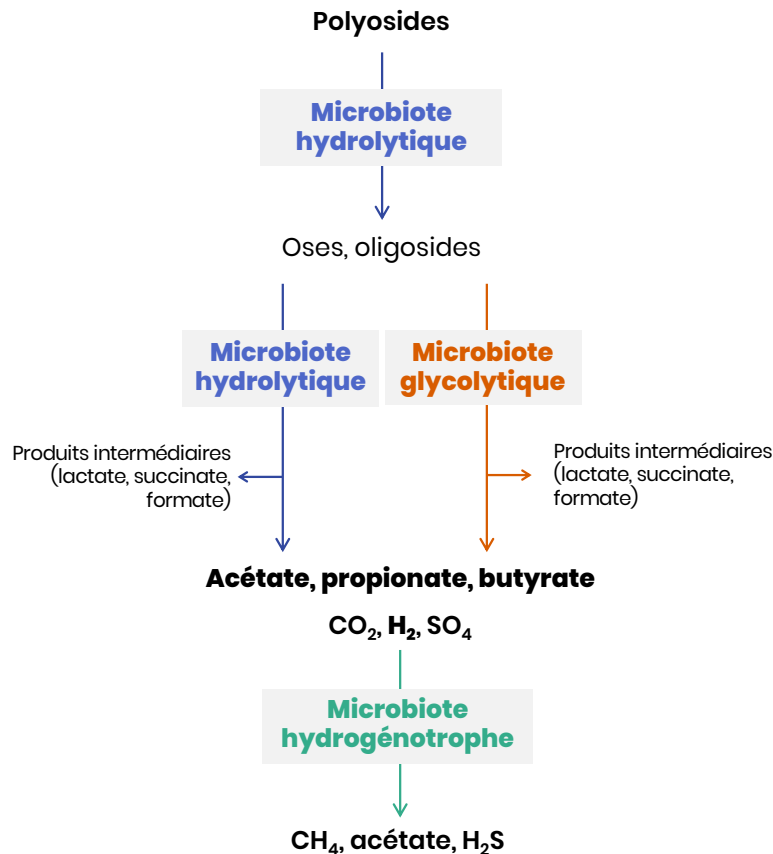 Polyosides
Microbiote
hydrolytique
Oses, oligosides
Microbiote
hydrolytique
Microbiote
glycolytique
Produits intermédiaires
(lactate, succinate,
formate)
Produits intermédiaires
(lactate, succinate,
formate)
Acétate, propionate, butyrate
CO₂, H₂, SO₄
Microbiote
hydrogénotrophe
CH₄, acétate, H₂S